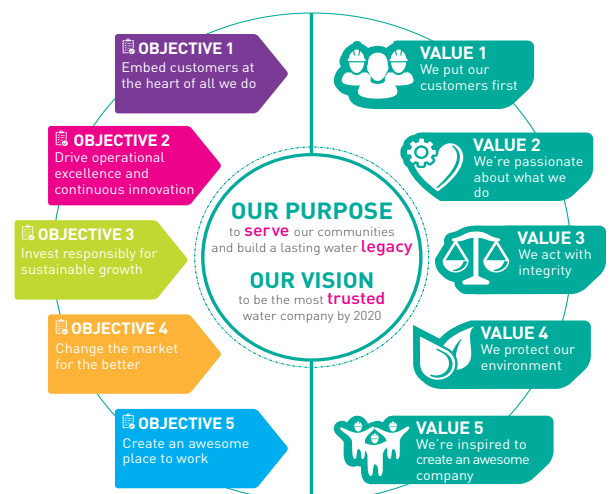 OBJECTIVE 1
Embed customers at
the heart of all we do
OBJECTIVE 2
Drive operational
excellence and
continuous innovation
OBJECTIVE 3
Invest responsibly for
sustainable growth
OBJECTIVE 4
Change the market
for the better
OBJECTIVE 5
Create an awesome
place to work
OUR PURPOSE
to serve our communities
and build a lasting water legacy
OUR VISION
to be the most trusted
water company by 2020
VALUE 1
We put our
customers first
VALUE 2
We're passionate
about what we
do
VALUE 3
We act with
integrity
VALUE 4
We protect our
environment
VALUE 5
We're inspired to
create an awesome
company